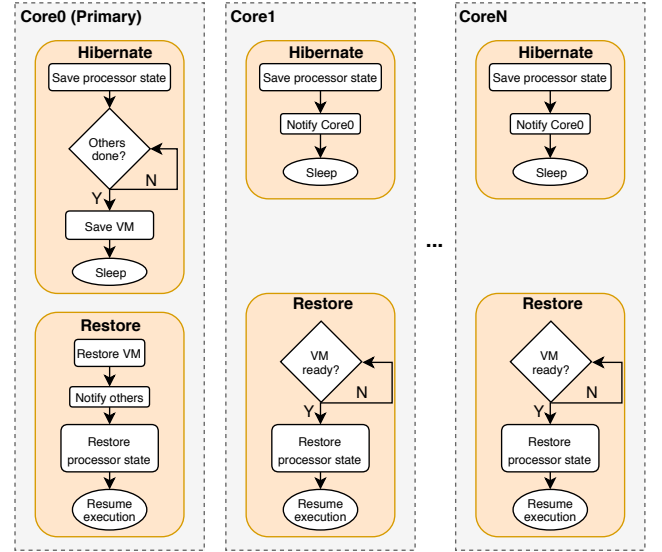 Core0 (Primary)
Hibernate
Save processor state
Others
done?
N
Y
Save VM
Sleep
Restore
Restore VM
Notify others
Restore
processor state
Resume
execution
Core1
Hibernate
Save processor state
Notify Core0
Sleep
Restore
VM
ready?
N
Y
Restore
processor state
Resume
execution
...
CoreN
Hibernate
Save processor state
Notify Core0
Sleep
Restore
VM
ready?
N
Y
Restore
processor state
Resume
execution